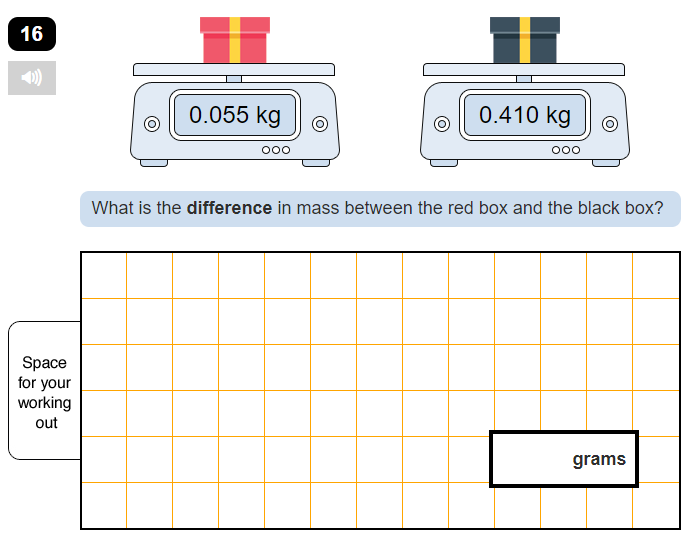 16
0.055 kg
0.410 kg
What is the difference in mass between the red box and the black box?
Space
for your
working
out
grams